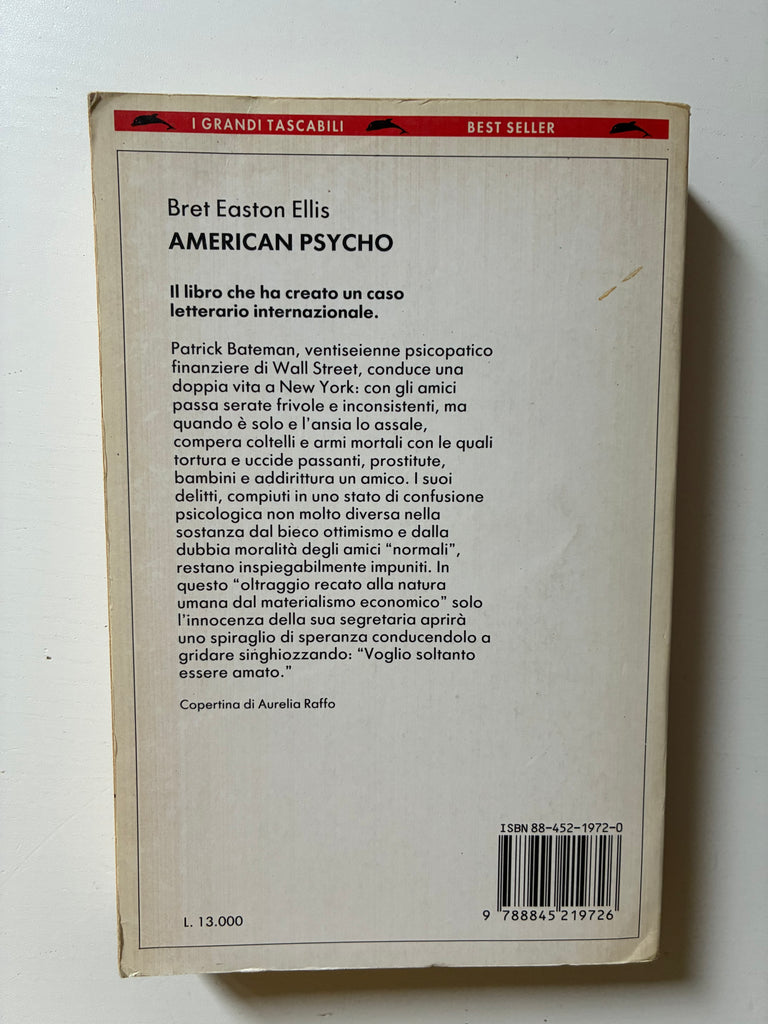 I GRANDI TASCABILI BEST SELLER
Bret Easton Ellis
AMERICAN PSYCHO
Il libro che ha creato un caso
letterario internazionale.
Patrick Bateman, ventiseienne psicopatico
finanziere di Wall Street, conduce una
doppia vita a New York: con gli amici
passa serate frivole e inconsistenti, ma
quando è solo e l'ansia lo assale,
compera coltelli e armi mortali con le quali
tortura e uccide passanti, prostitute,
bambini e addirittura un amico. I suoi
delitti, compiuti in uno stato di confusione
psicologica non molto diversa nella
sostanza dal bieco ottimismo e dalla
dubbia moralità degli amici "normali",
restano inspiegabilmente impuniti. In
questo "oltraggio recato alla natura
umana dal materialismo economico" solo
l'innocenza della sua segretaria aprirà
uno spiraglio di speranza conducendolo a
gridare singhiozzando: "Voglio soltanto
essere amato."
Copertina di Aurelia Raffo
ISBN 88-452-1972-0
9 788845 219726
L. 13.000